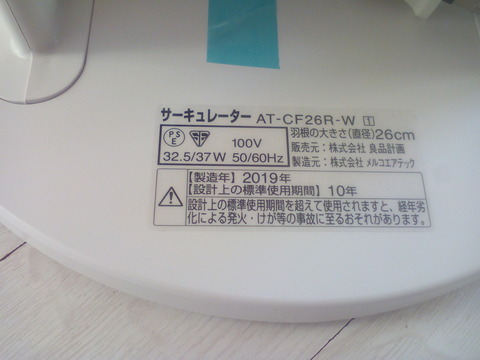 サーキュレーター AT-CF26R-W 1
PSE 100V
32.5/37W 50/60Hz
羽根の大きさ(直径)26cm
販売元:株式会社 良品計画
製造元:株式会社 メルコエアテック
【製造年】2019年
【設計上の標準使用期間】10年
設計上の標準使用期間を超えて使用されますと、経年劣
化による発火・けが等の事故に至るおそれがあります。